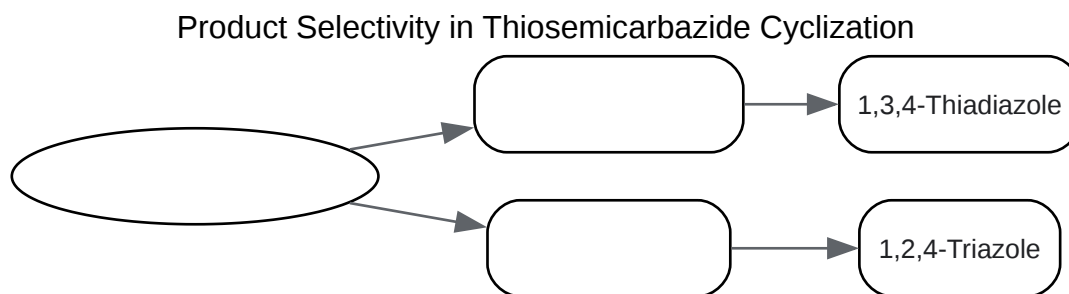 Product Selectivity in Thiosemicarbazide Cyclization
1,3,4-Thiadiazole
1,2,4-Triazole